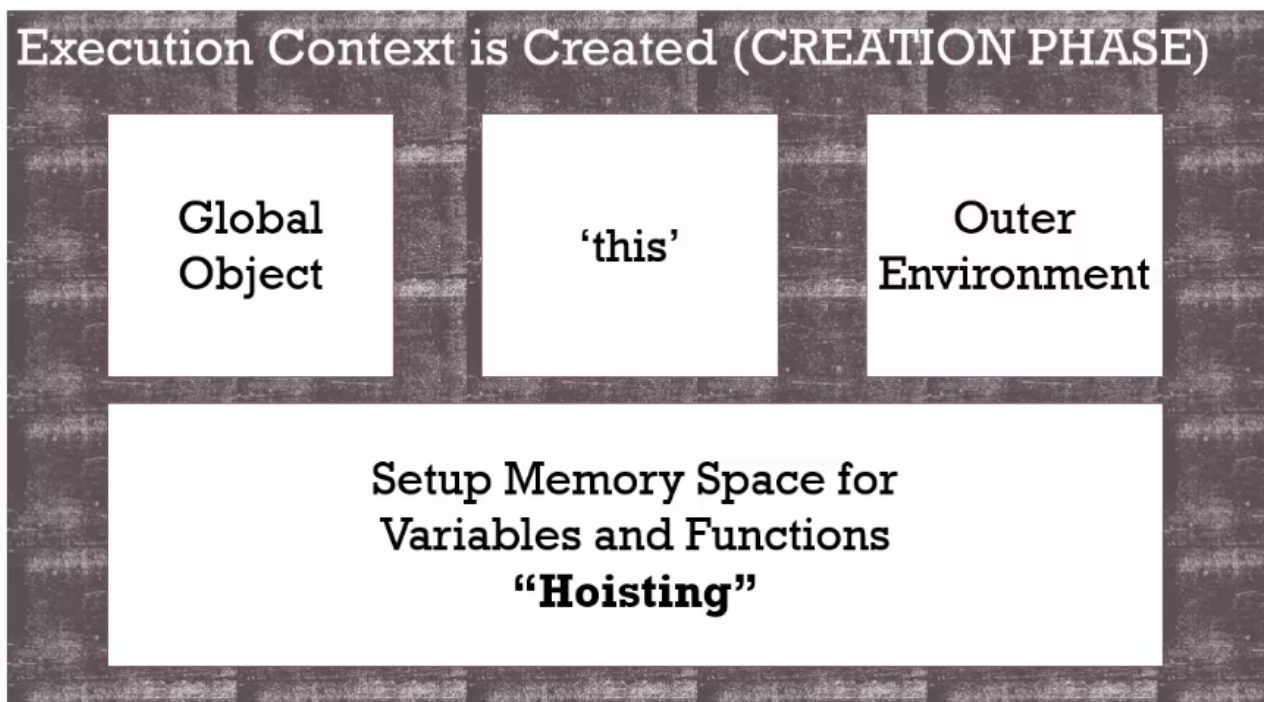 Execution Context is Created (CREATION PHASE)
Global
Object
‘this’
Outer
Environment
Setup Memory Space for
Variables and Functions
“Hoisting”